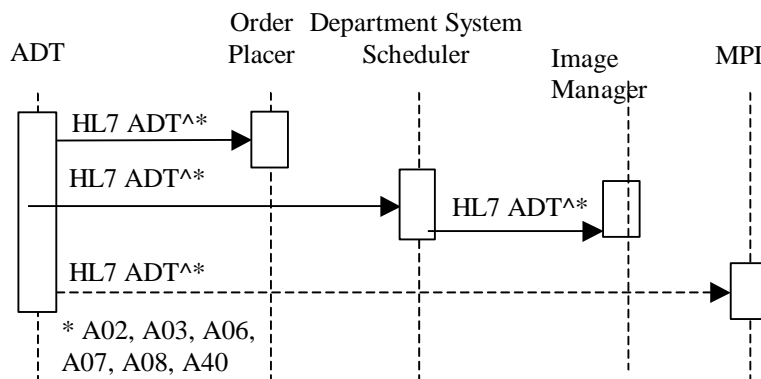 ADT
Order
Placer
Department System
Scheduler
Image
Manager
MPI
HL7 ADT^*
HL7 ADT^*
HL7 ADT^*
HL7 ADT^*
* A02, A03, A06,
A07, A08, A40